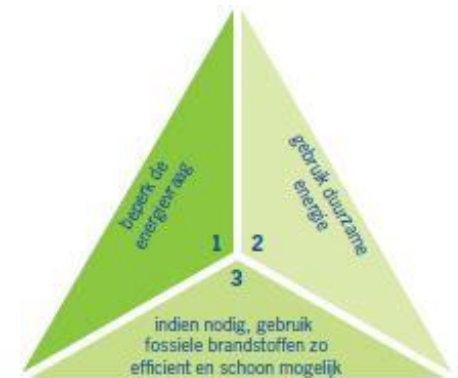 beperk de
energievraag
1
2
gebruik duurzame
energie
3
indien nodig, gebruik
fossiele brandstoffen zo
efficient en schoon mogelijk